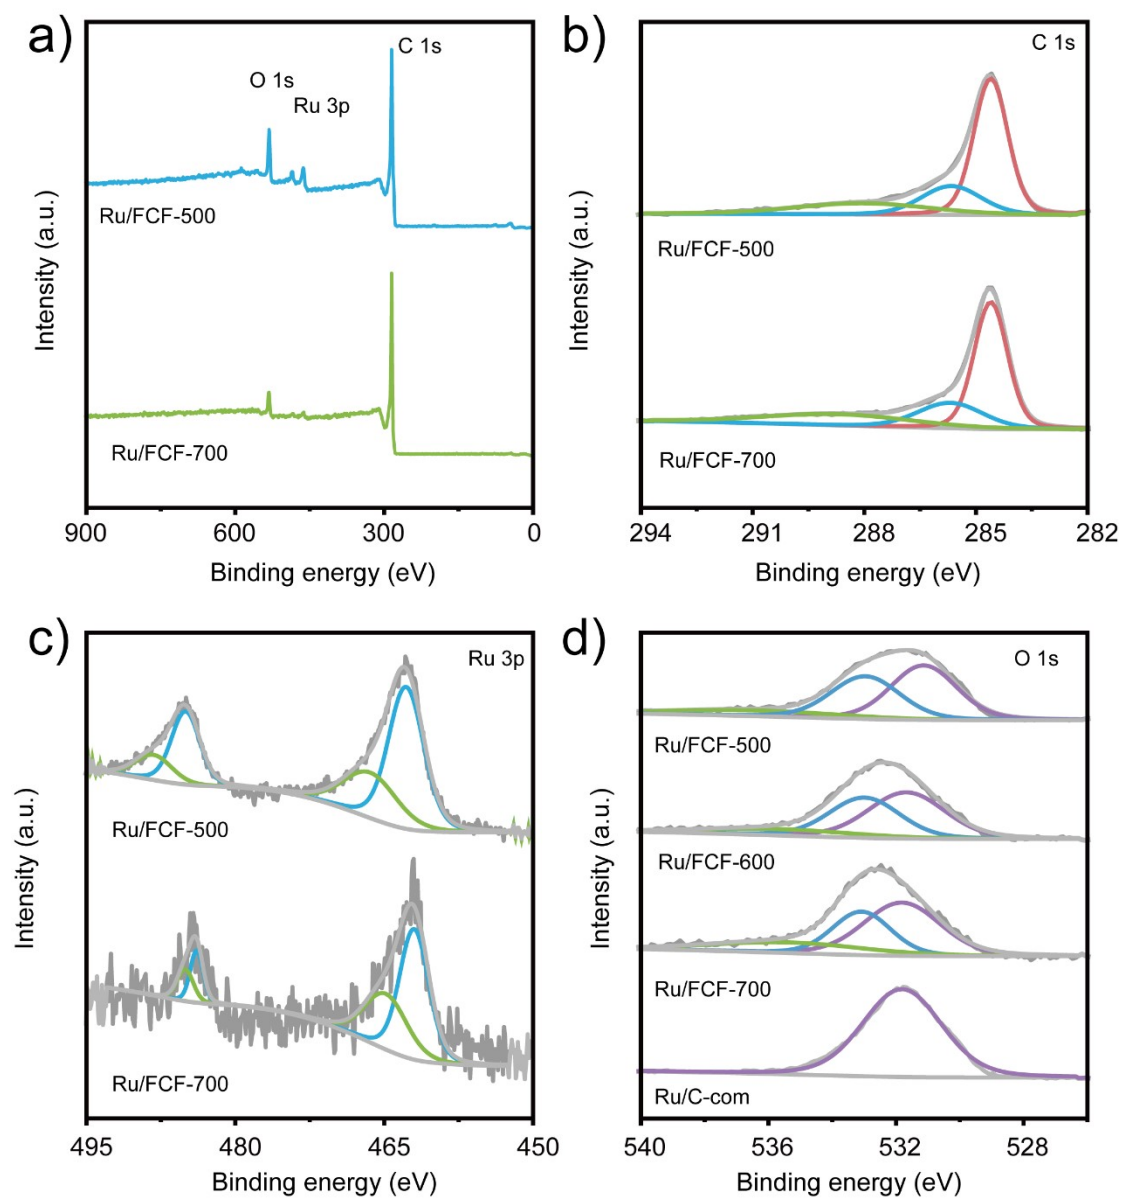 a)
C 1s
O 1s
Ru 3p
Ru/FCF-500
Ru/FCF-700
Intensity (a.u.)
900 600 300 0
Binding energy (eV)
b)
C 1s
Ru/FCF-500
Ru/FCF-700
Intensity (a.u.)
294 291 288 285 282
Binding energy (eV)
c)
Ru 3p
Ru/FCF-500
Ru/FCF-700
Intensity (a.u.)
495 480 465 450
Binding energy (eV)
d)
O 1s
Ru/FCF-500
Ru/FCF-600
Ru/FCF-700
Ru/C-com
Intensity (a.u.)
540 536 532 528
Binding energy (eV)